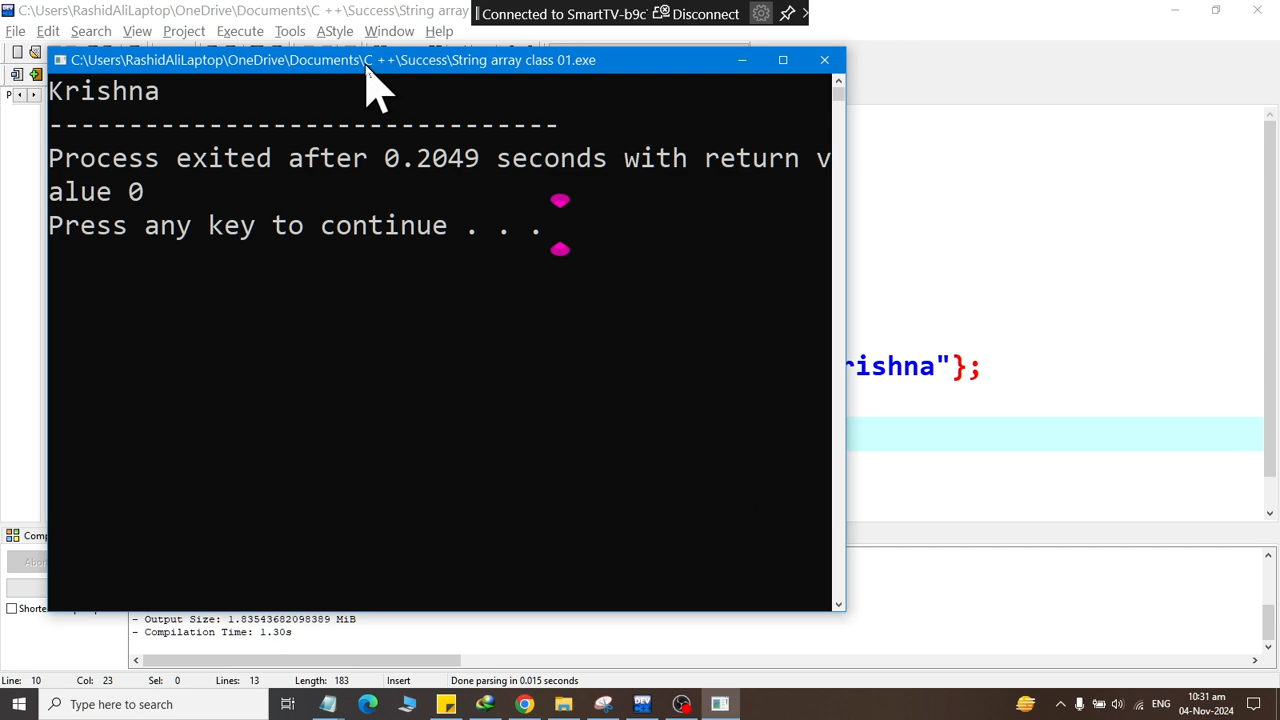 C:\Users\RashidAliLaptop\OneDrive\Documents\C ++\Success\String array
Connected to SmartTV-b9c Disconnect
File Edit Search View Project Execute Tools AStyle Window Help
C:\Users\RashidAliLaptop\OneDrive\Documents\C ++\Success\String array class 01.exe
P
Krishna
--------------------------------
Process exited after 0.2049 seconds with return v
alue 0
Press any key to continue . . .
rishna"};
Comp
Abor
Shorte
- Output Size: 1.83543682098389 MiB
- Compilation Time: 1.30s
Line: 10 Col: 23 Sel: 0 Lines: 13 Length: 183 Insert Done parsing in 0.015 seconds
Type here to search
DEV
ENG
10:31 am
04-Nov-2024